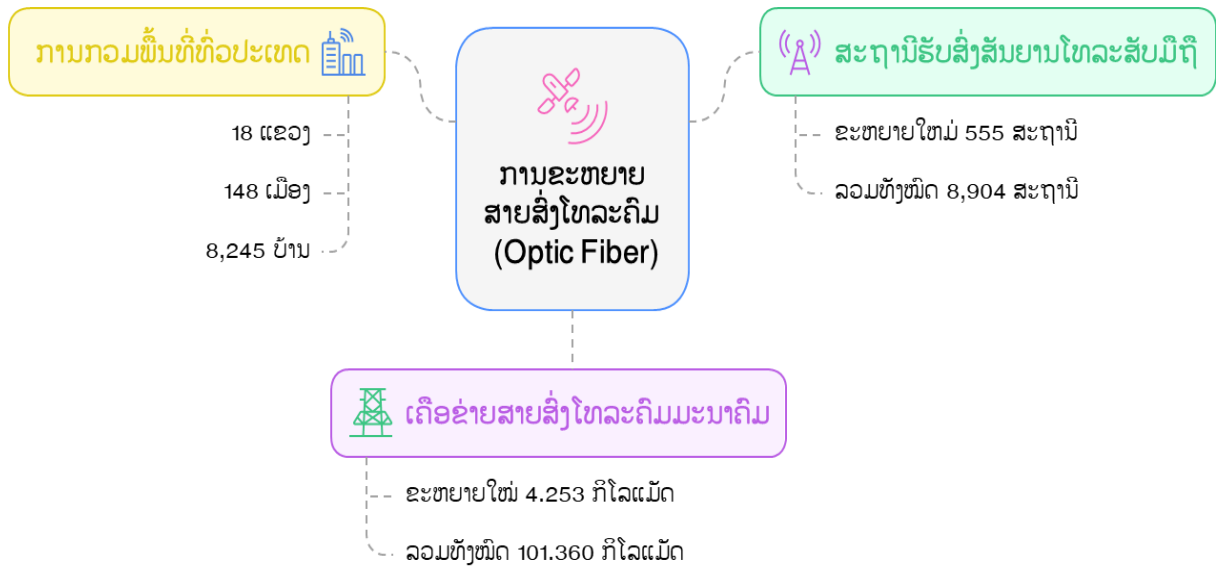 ການກວມພື້ນທີ່ທົ່ວປະເທດ
18 ແຂວງ
148 ເມືອງ
8,245 ບ້ານ
ການຂະຫຍາຍ
ສາຍສົ່ງໂທລະຄົມ
(Optic Fiber)
ສະຖານີຮັບສົ່ງສັນຍານໂທລະສັບມືຖື
ຂະຫຍາຍໃຫມ່ 555 ສະຖານີ
ລວມທັງໝົດ 8,904 ສະຖານີ
ເຄືອຂ່າຍສາຍສົ່ງໂທລະຄົມມະນາຄົມ
ຂະຫຍາຍໃໝ່ 4.253 ກິໂລແມັດ
ລວມທັງໝົດ 101.360 ກິໂລແມັດ